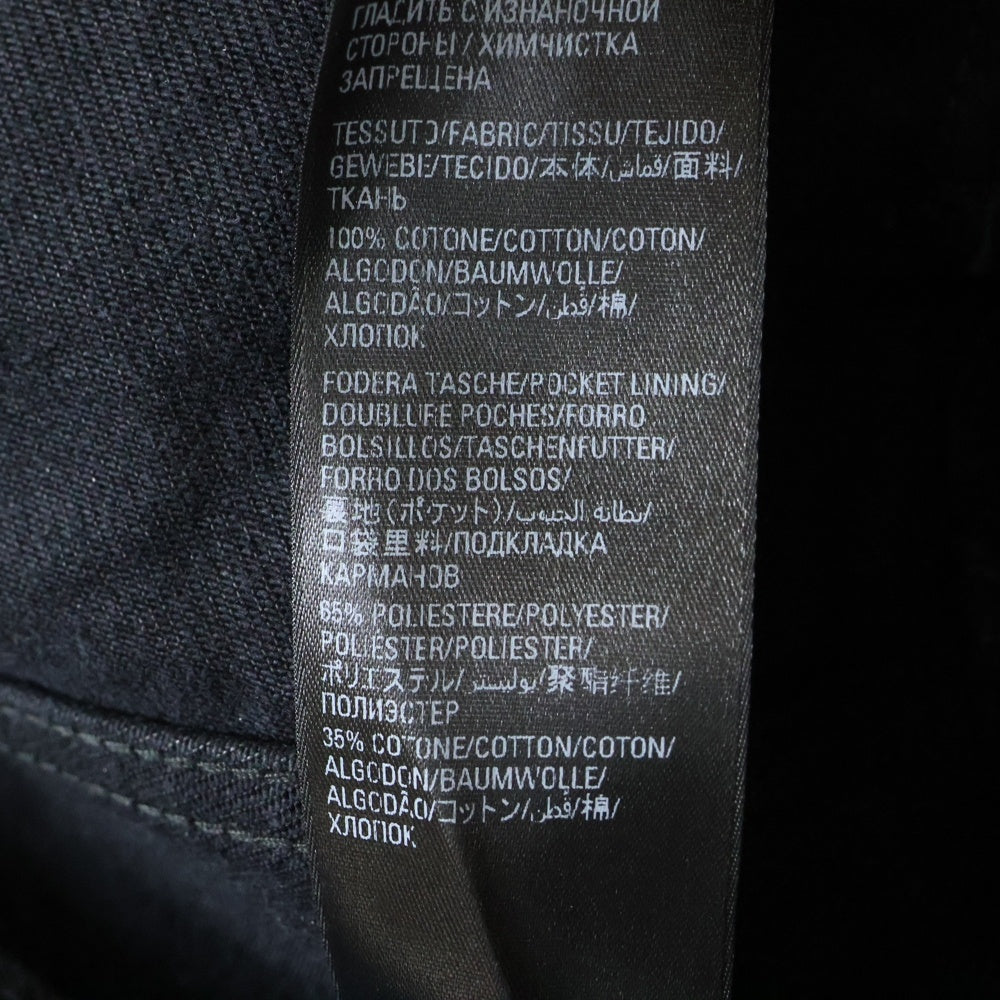 ГЛАДИТЬ С ИЗНАНОЧНОЙ
СТОРОНЫ / ХИМЧИСТКА
ЗАПРЕЩЕНА
TESSUTO/FABRIC/TISSU/TEJIDO/
GEWEBE/TECIDO/本体/قماش/面料/
ТКАНЬ
100% COTONE/COTTON/COTON/
ALGODON/BAUMWOLLE/
ALGODÃO/コットン/قطن/棉/
ХЛОПОК
FODERA TASCHE/POCKET LINING/
DOUBLURE POCHES/FORRO
BOLSILLOS/TASCHENFUTTER/
FORRO DOS BOLSOS/
裏地(ポケット)/بطانة الجيوب/
口袋里料/ПОДКЛАДКА
КАРМАНОВ
65% POLIESTERE/POLYESTER/
POLIESTER/POLIESTER/
ポリエステル/بوليستر/聚酯纤维/
ПОЛИЭСТЕР
35% COTONE/COTTON/COTON/
ALGODON/BAUMWOLLE/
ALGODÃO/コットン/قطن/棉/
ХЛОПОК